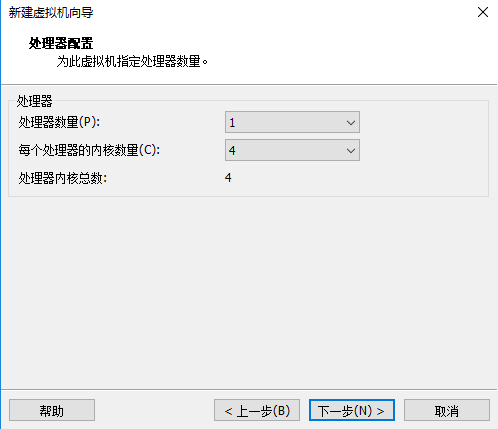 新建虚拟机向导
处理器配置
为此虚拟机指定处理器数量。
处理器
处理器数量(P): 1
每个处理器的内核数量(C): 4
处理器内核总数: 4
帮助 < 上一步(B) 下一步(N) > 取消